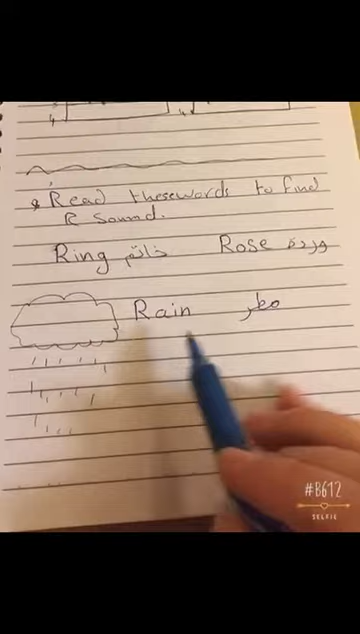 Read these words to find
R Sound.
Ring خاتم Rose وردة
Rain مطر
#B612
SELFIE